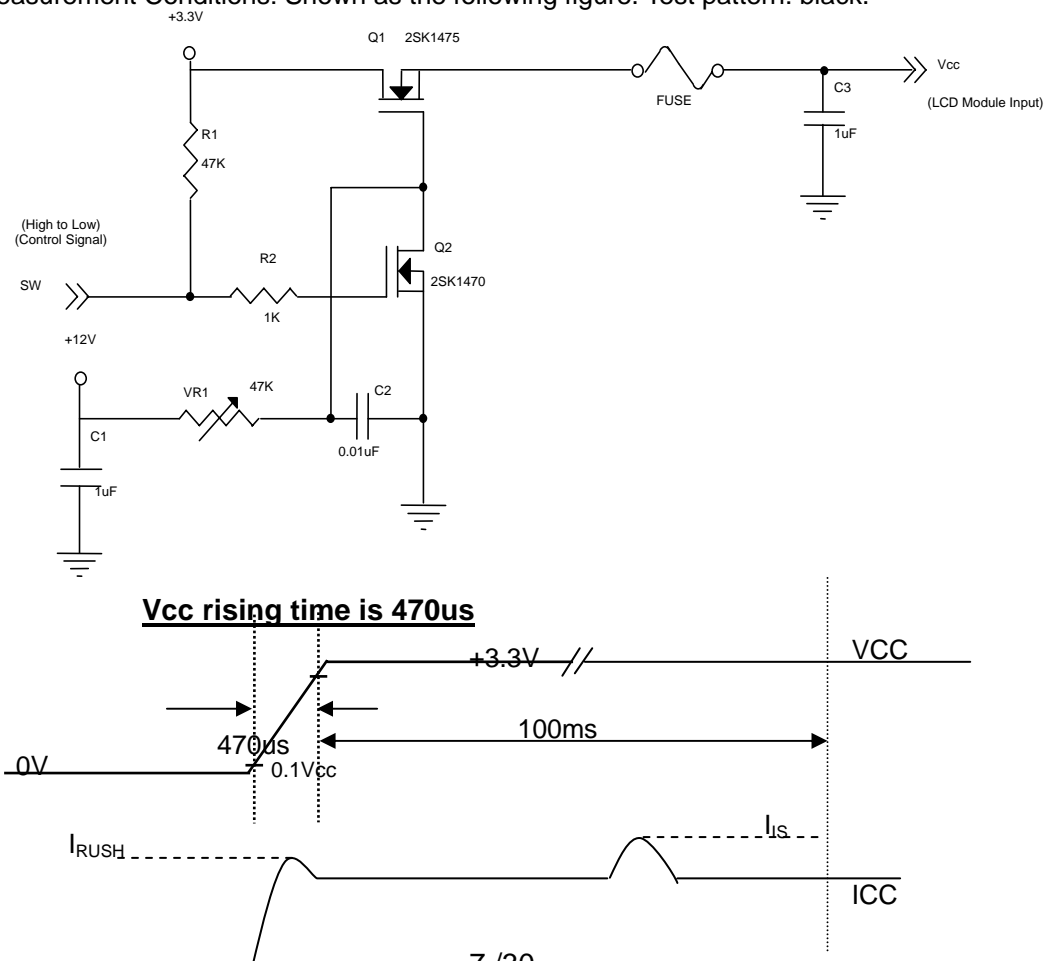 Measurement Conditions: Shown as the following figure. Test pattern: black.
+3.3V
Q1 2SK1475
Vcc
FUSE
C3
(LCD Module Input)
R1
1uF
47K
(High to Low)
(Control Signal)
Q2
R2
SW
2SK1470
1K
+12V
VR1
47K
C2
C1
0.01uF
1uF
Vcc rising time is 470us
+3.3V
VCC
100ms
470us
0V
0.1Vcc
IRUSH
IIS
ICC
7 /30